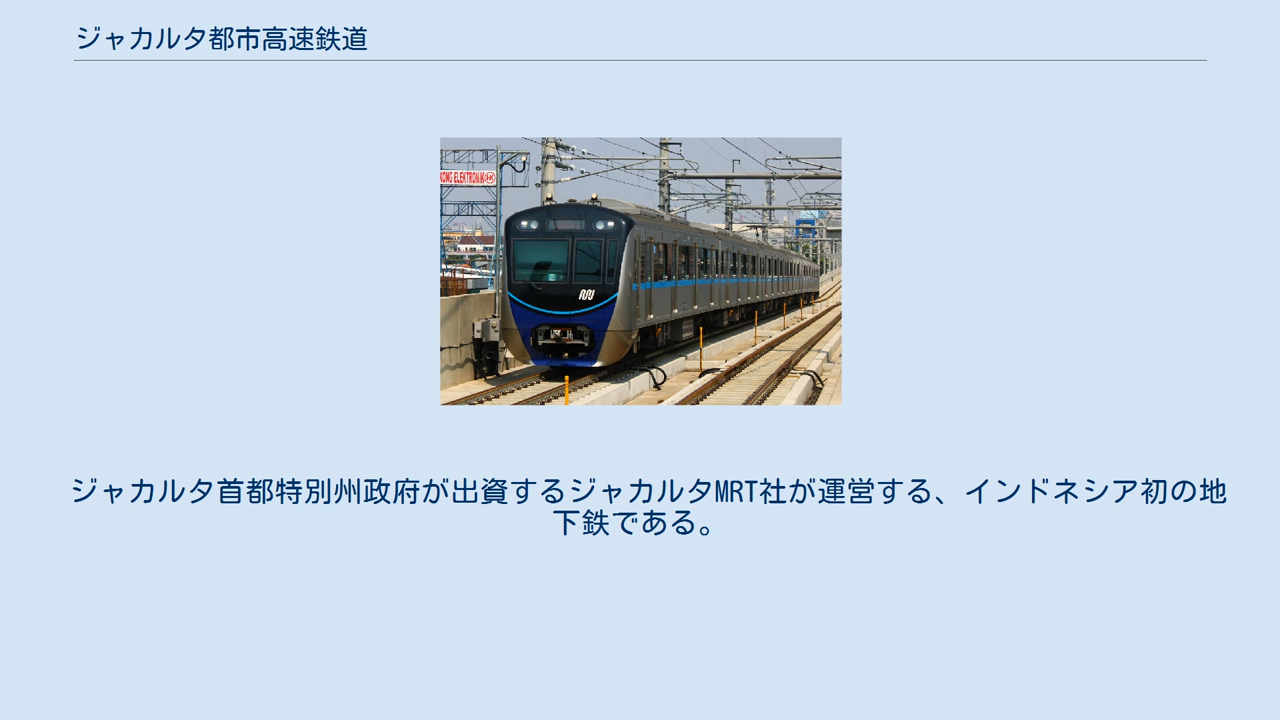 ジャカルタ都市高速鉄道
KONG ELEKTRONIK
ジャカルタ首都特別州政府が出資するジャカルタMRT社が運営する、インドネシア初の地
下鉄である。